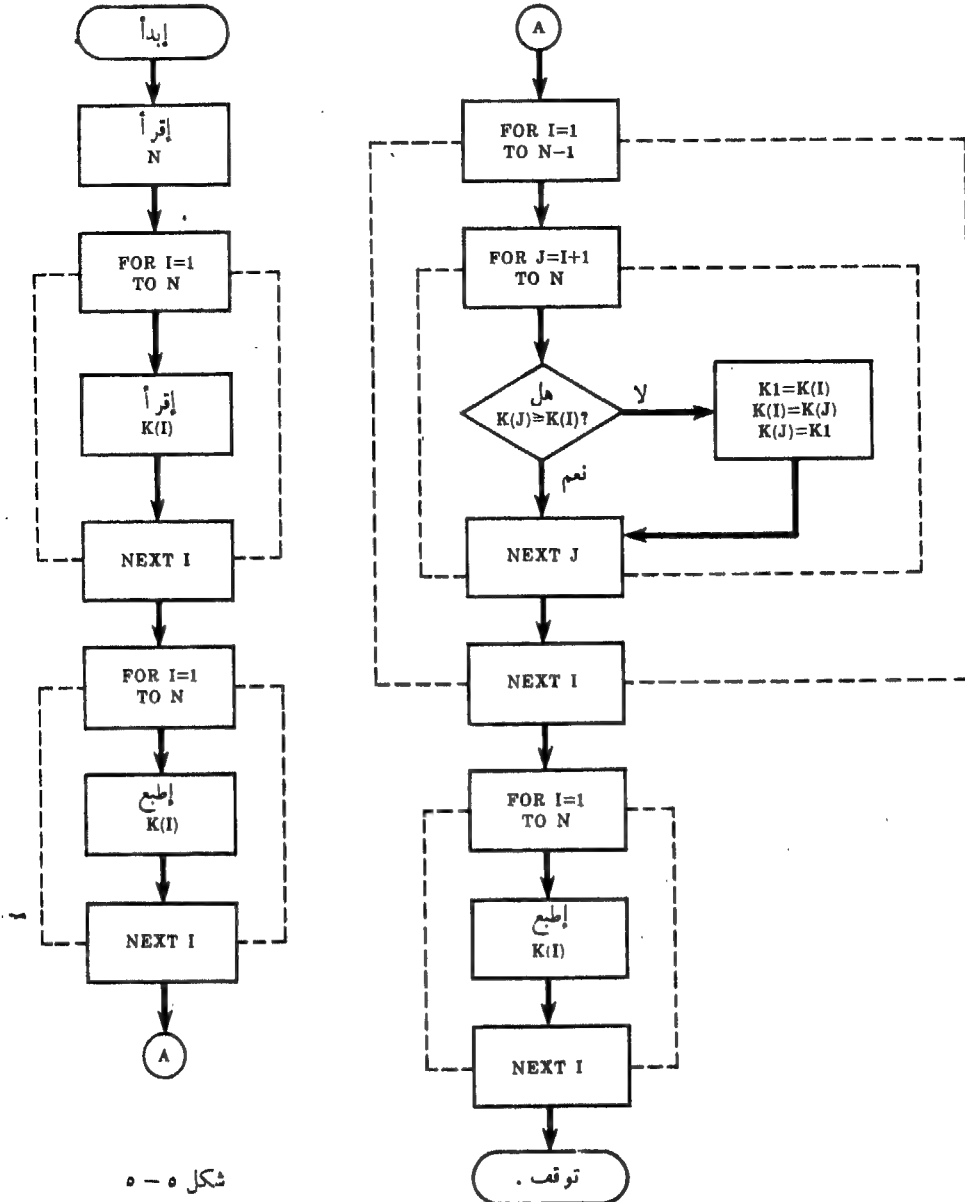 إبدأ
إقرأ
N
FOR I=1
TO N
إقرأ
K(I)
NEXT I
FOR I=1
TO N
إطبع
K(I)
NEXT I
A
A
FOR I=1
TO N-1
FOR J=I+1
TO N
هل
K(J)≥K(I)?
لا
نعم
K1=K(I)
K(I)=K(J)
K(J)=K1
NEXT J
NEXT I
FOR I=1
TO N
إطبع
K(I)
NEXT I
توقف .
شكل ٥ – ٥